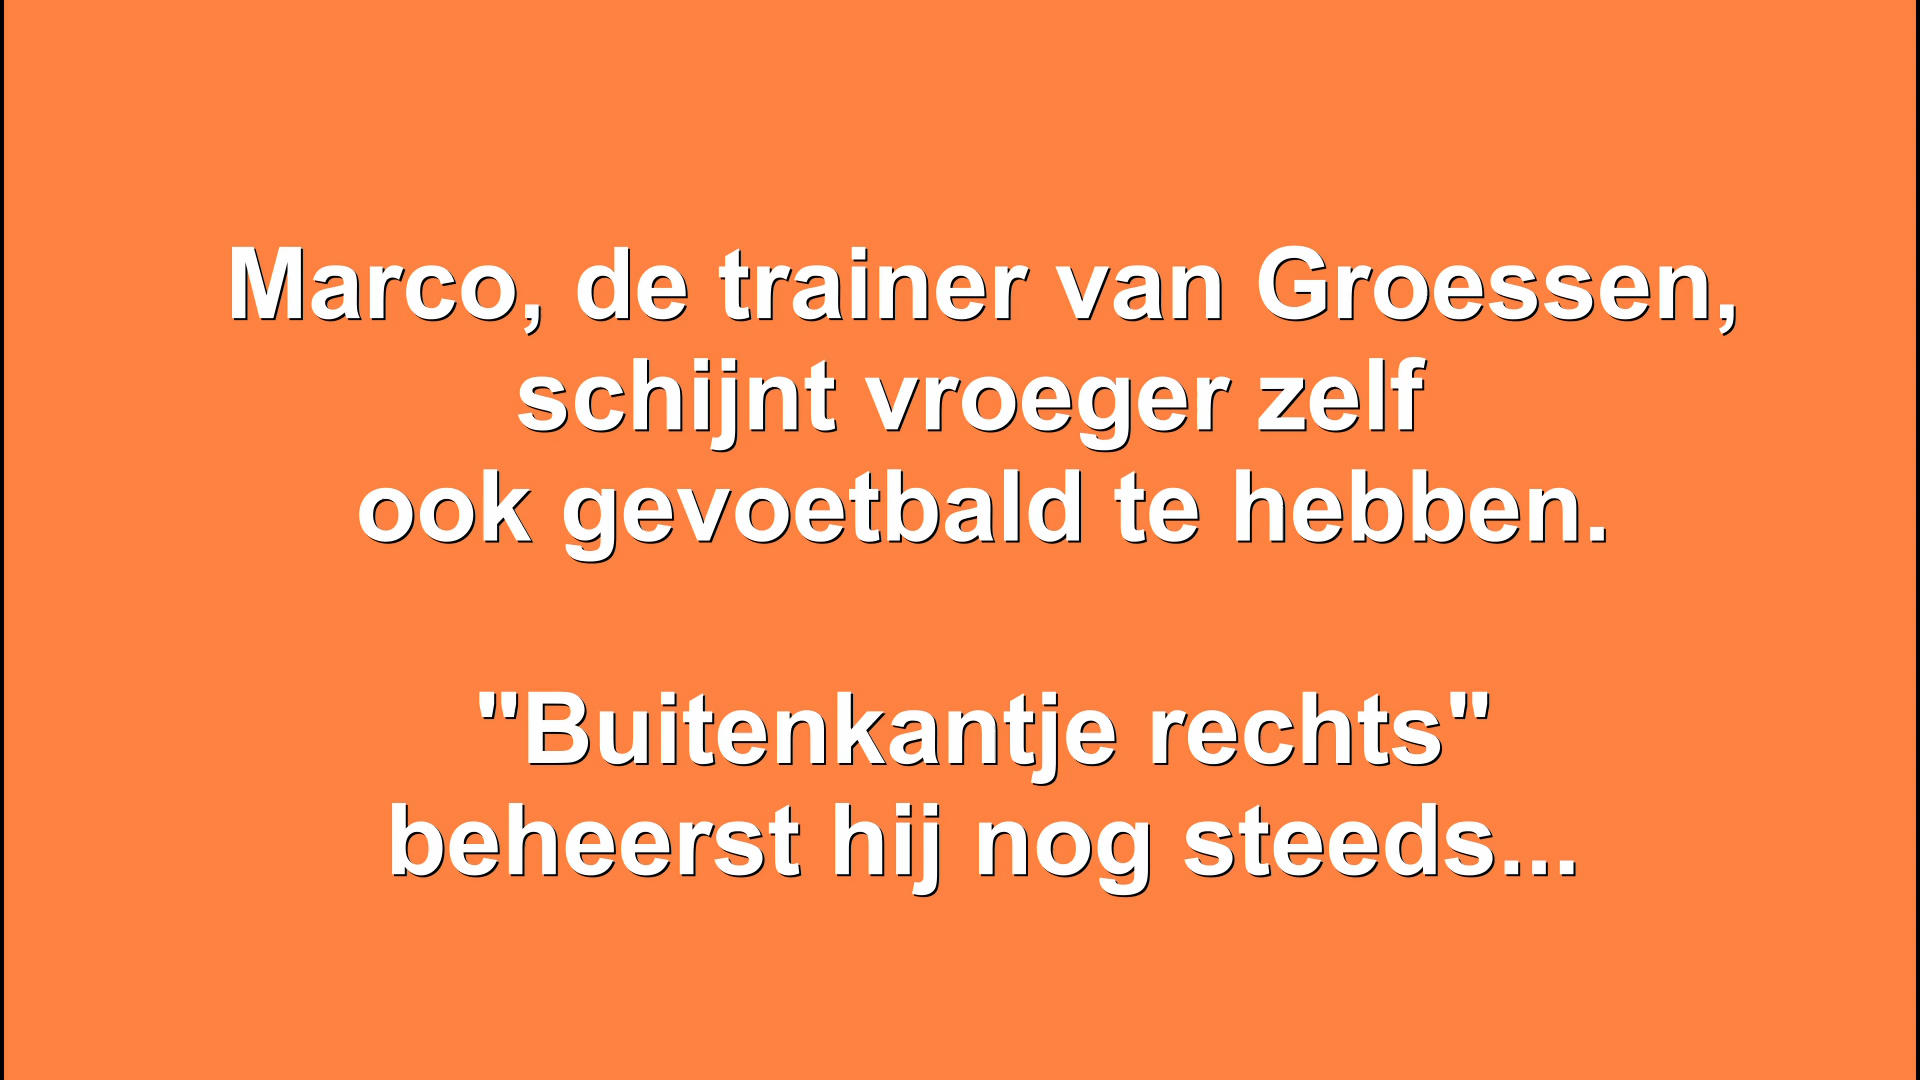 Marco, de trainer van Groessen,
schijnt vroeger zelf
ook gevoetbald te hebben.
"Buitenkantje rechts"
beheerst hij nog steeds...